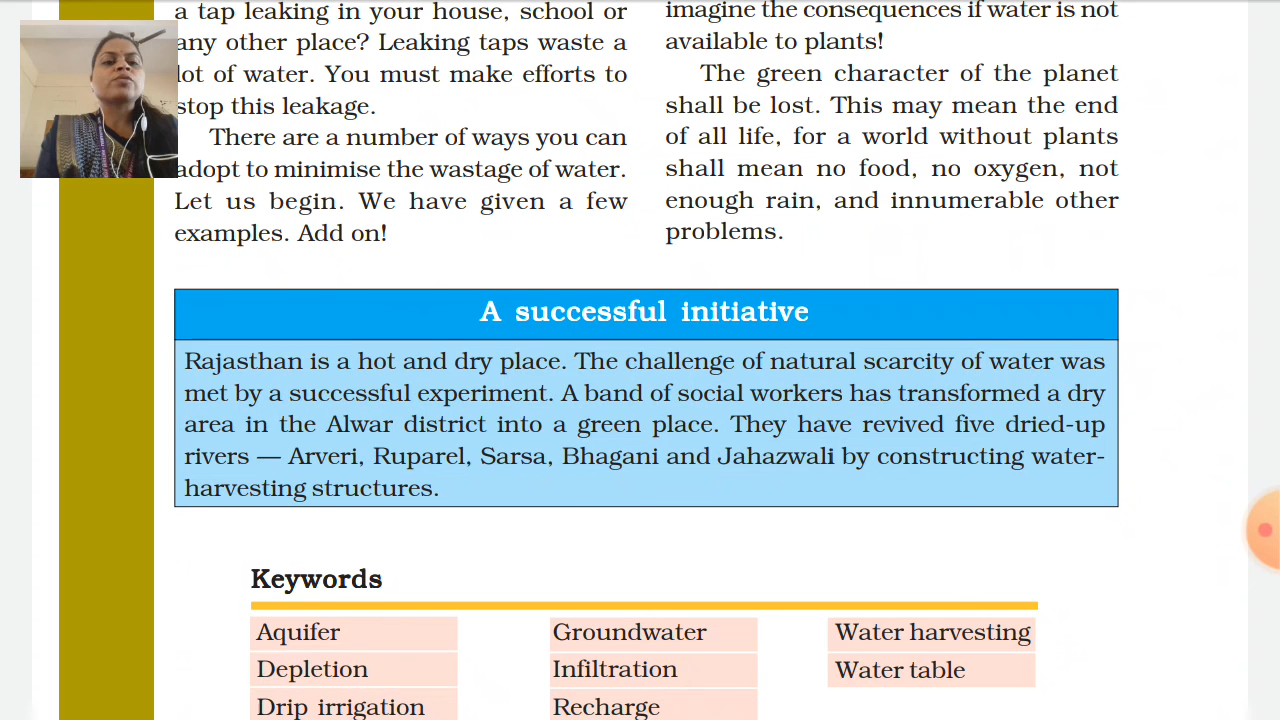 a tap leaking in your house, school or
any other place? Leaking taps waste a
lot of water. You must make efforts to
stop this leakage.
There are a number of ways you can
adopt to minimise the wastage of water.
Let us begin. We have given a few
examples. Add on!
imagine the consequences if water is not
available to plants!
The green character of the planet
shall be lost. This may mean the end
of all life, for a world without plants
shall mean no food, no oxygen, not
enough rain, and innumerable other
problems.
A successful initiative
Rajasthan is a hot and dry place. The challenge of natural scarcity of water was
met by a successful experiment. A band of social workers has transformed a dry
area in the Alwar district into a green place. They have revived five dried-up
rivers — Arveri, Ruparel, Sarsa, Bhagani and Jahazwali by constructing water-
harvesting structures.
Keywords
Aquifer
Depletion
Drip irrigation
Groundwater
Infiltration
Recharge
Water harvesting
Water table